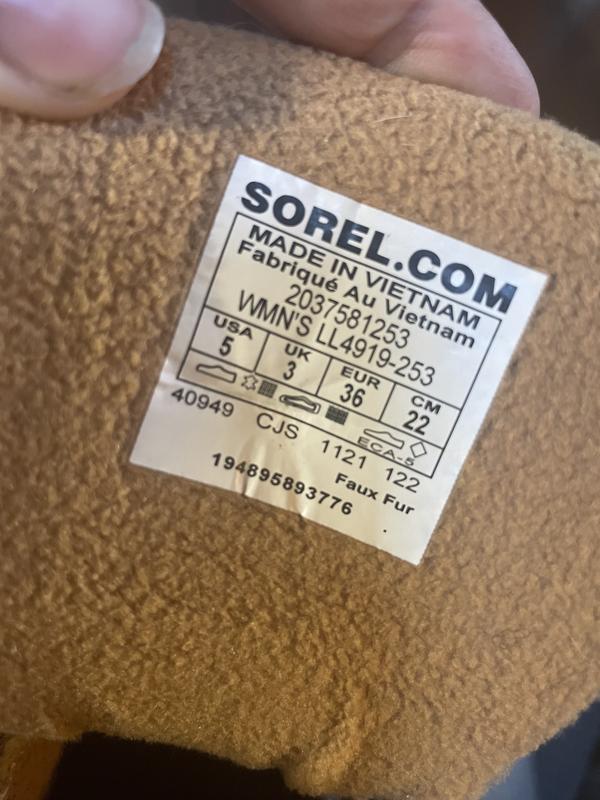 SOREL.COM
MADE IN VIETNAM
Fabriqué Au Vietnam
2037581253
WMN'S LL4919-253
USA UK EUR CM
5 3 36 22
ECA-5
40949 CJS 1121 122
Faux Fur
194895893776